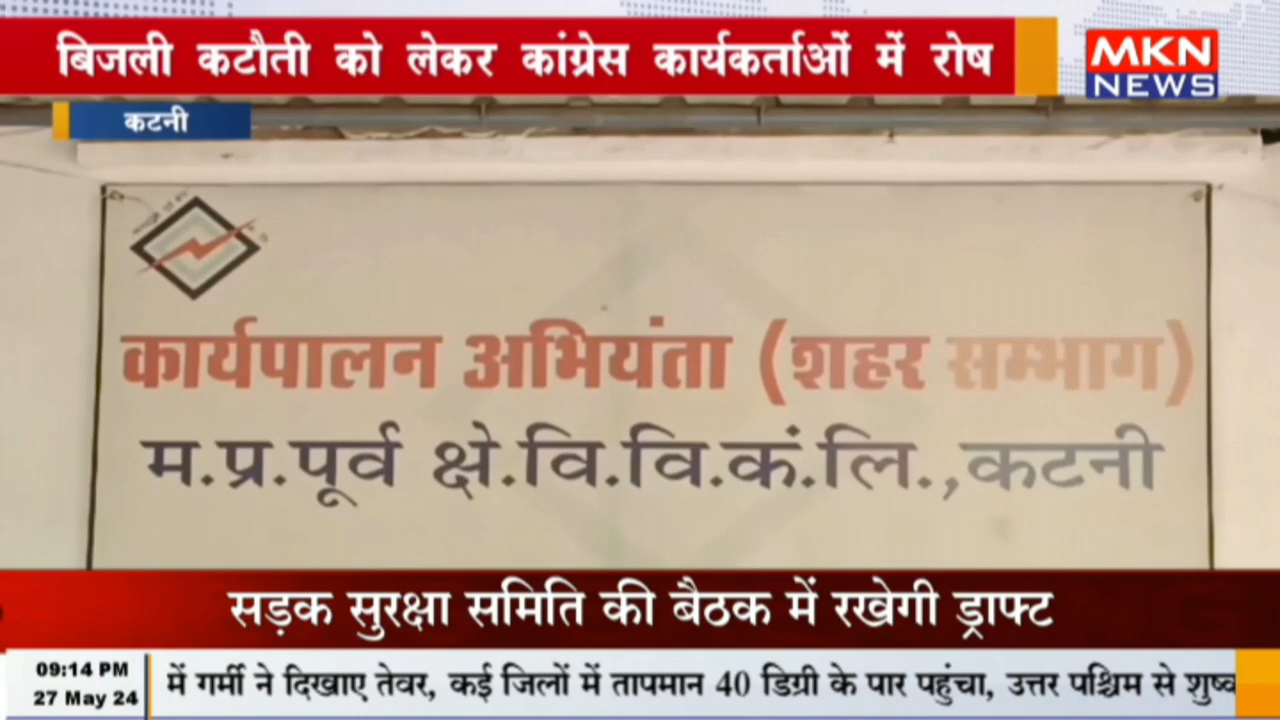 बिजली कटौती को लेकर कांग्रेस कार्यकर्ताओं में रोष
MKN
NEWS
कटनी
कार्यपालन अभियंता (शहर सम्भाग)
म.प्र.पूर्व क्षे.वि.वि.कं.लि.,कटनी
सड़क सुरक्षा समिति की बैठक में रखेगी ड्राफ्ट
09:14 PM
27 May 24
में गर्मी ने दिखाए तेवर, कई जिलों में तापमान 40 डिग्री के पार पहुंचा, उत्तर पश्चिम से